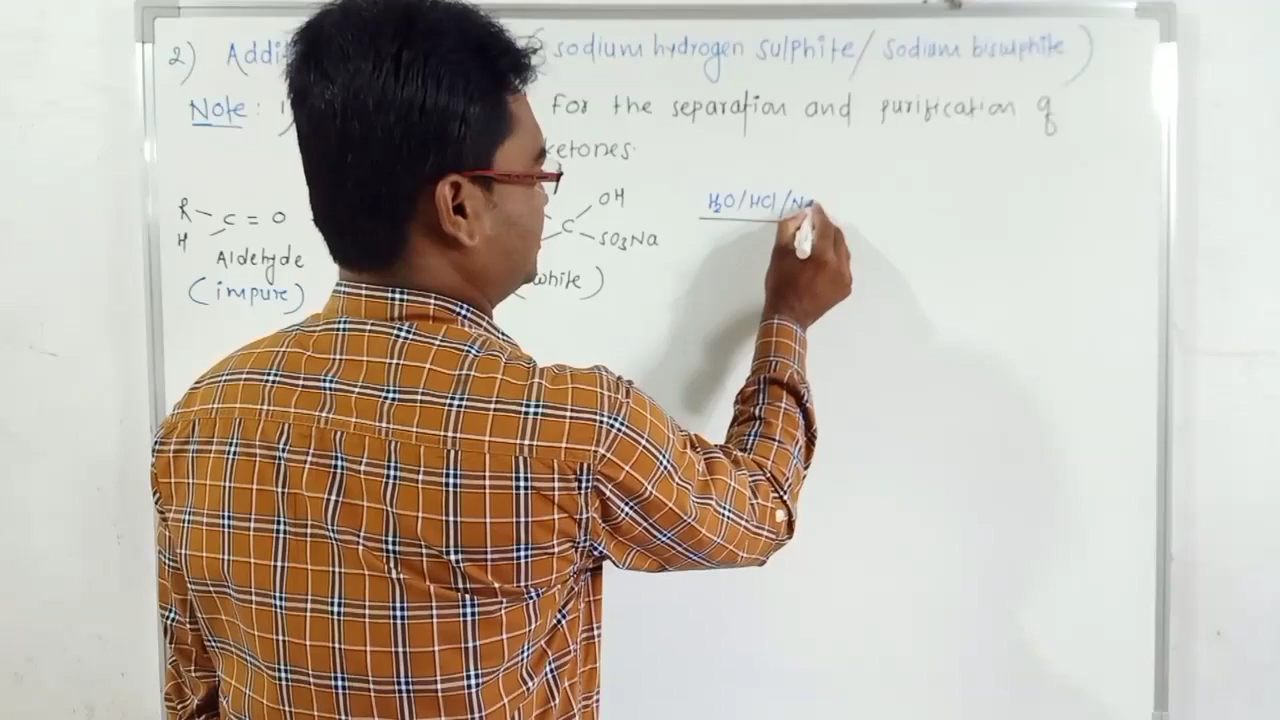 2) Addi sodium hydrogen sulphite/ sodium bisulphite)
Note: 1) For the separation and purification of
ketones.
R H C = O
Aldehyde
(impure)
C OH SO3Na
(white)
H2O/HCl/Na